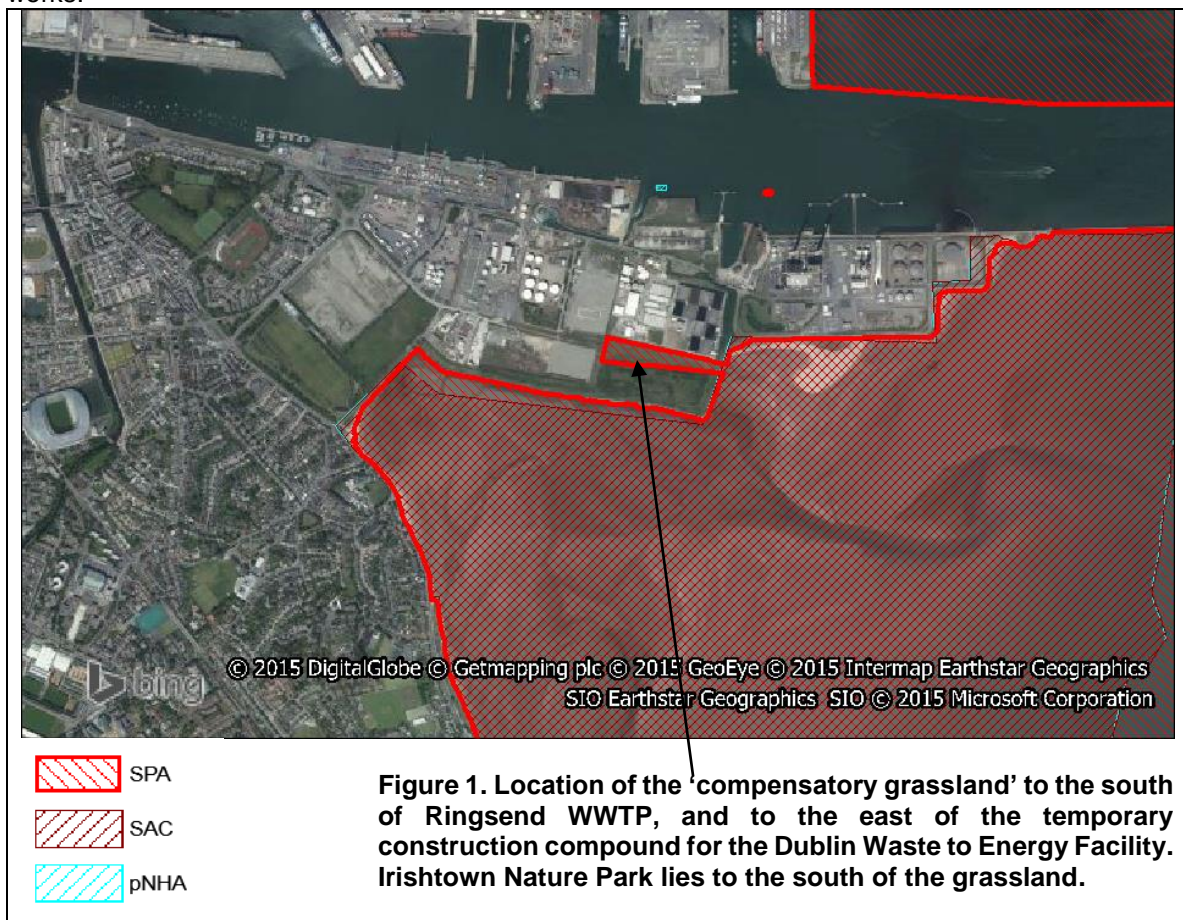 works.
© 2015 DigitalGlobe © Getmapping plc © 2015 GeoEye © 2015 Intermap Earthstar Geographics
SIO Earthstar Geographics SIO © 2015 Microsoft Corporation
bing
SPA
SAC
pNHA
Figure 1. Location of the ‘compensatory grassland’ to the south
of Ringsend WWTP, and to the east of the temporary
construction compound for the Dublin Waste to Energy Facility.
Irishtown Nature Park lies to the south of the grassland.